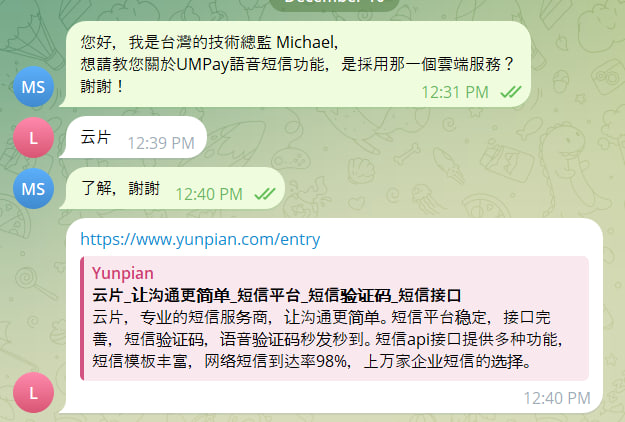 您好，我是台灣的技術總監 Michael,
想請教您關於UMPay語音短信功能，是採用那一個雲端服務？
謝謝！
12:31 PM
MS
云片
12:39 PM
L
了解，謝謝
12:40 PM
MS
https://www.yunpian.com/entry
Yunpian
云片_让沟通更简单_短信平台_短信验证码_短信接口
云片，专业的短信服务商，让沟通更简单。短信平台稳定，接口完
善，短信验证码，语音验证码秒发秒到。短信api接口提供多种功能，
短信模板丰富，网络短信到达率98%，上万家企业短信的选择。
L
12:40 PM